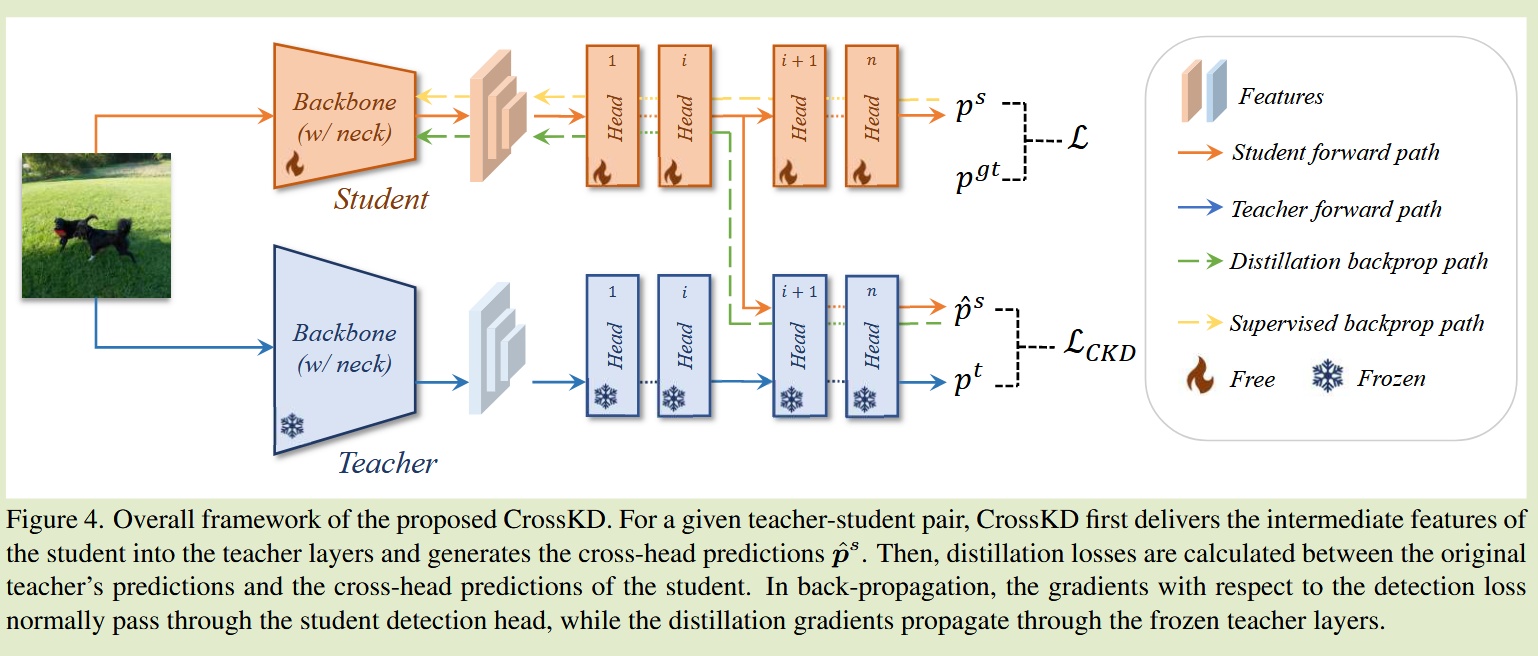 Backbone
(w/ neck)
Student
1
Head
i
Head
i + 1
Head
n
Head
p^s
p^{gt}
ℒ
Backbone
(w/ neck)
Teacher
1
Head
i
Head
i + 1
Head
n
Head
p̂^s
p^t
ℒ_{CKD}
Features
Student forward path
Teacher forward path
Distillation backprop path
Supervised backprop path
Free
Frozen
Figure 4. Overall framework of the proposed CrossKD. For a given teacher-student pair, CrossKD first delivers the intermediate features of
the student into the teacher layers and generates the cross-head predictions p̂^s. Then, distillation losses are calculated between the original
teacher's predictions and the cross-head predictions of the student. In back-propagation, the gradients with respect to the detection loss
normally pass through the student detection head, while the distillation gradients propagate through the frozen teacher layers.